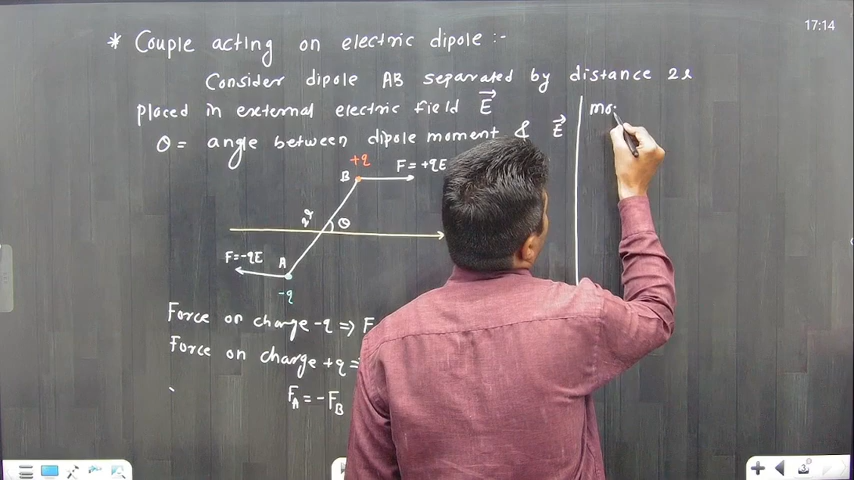 * Couple acting on electric dipole :-
Consider dipole AB separated by distance 2l
placed in external electric field E
θ = angle between dipole moment & E
+q
B
F = +qE
θ
F=-qE
A
-q
Force on charge -q => F
Force on charge +q =
F_A = -F_B
mo
17:14